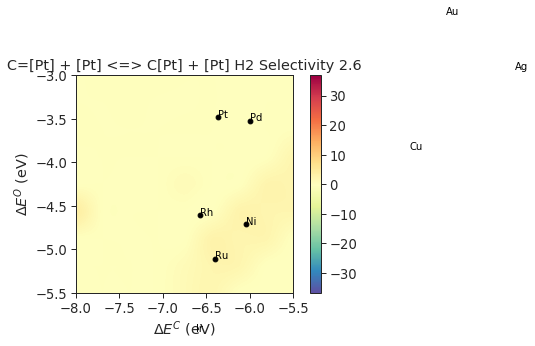 Au
C=[Pt] + [Pt] <=> C[Pt] + [Pt] H2 Selectivity 2.6
Ag
−3.0
−3.5
−4.0
−4.5
−5.0
−5.5
ΔE^O (eV)
Pt
Pd
Rh
Ni
Ru
Cu
30
20
10
0
−10
−20
−30
−8.0 −7.5 −7.0 −6.5 −6.0 −5.5
ΔE^C (eV)